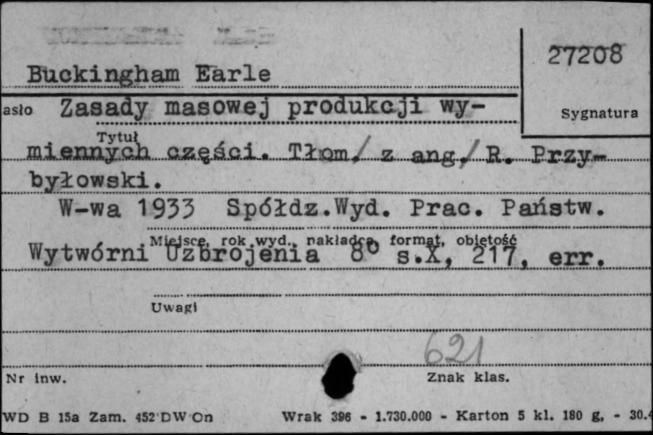 27208
Buckingham Earle
asło Zasady masowej produkcji wy-
Sygnatura
Tytuł
miennych części. Tłom/ z ang/ R. Przy-
byłowski.
W-wa 1933 Spółdz.Wyd. Prac. Państw.
Miejsce, rok wyd., nakładca, format, objętość
Wytwórni Uzbrojenia 8° s.X, 217, err.
Uwagi
621
Nr inw.
Znak klas.
WD B 15a Zam. 452 DW On Wrak 396 - 1.730.000 - Karton 5 kl. 180 g. - 30.4